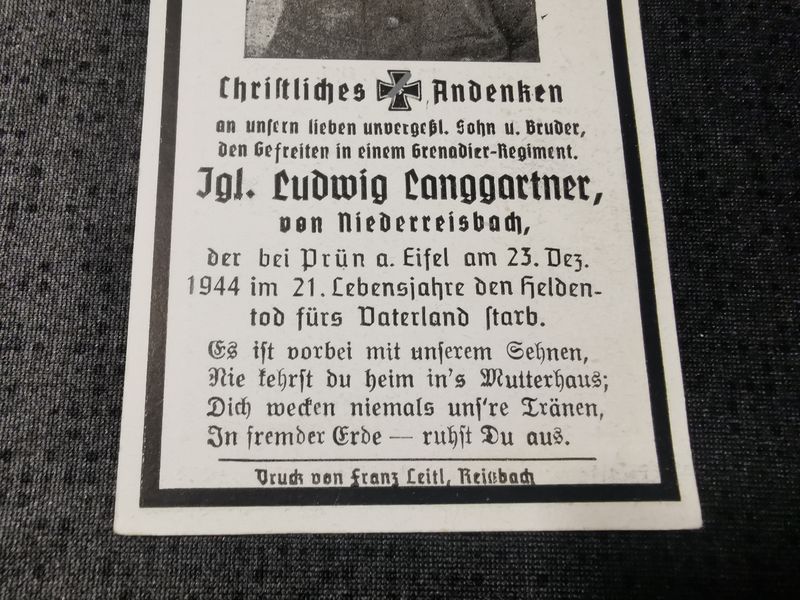 Christliches Andenken
an unsern lieben unvergeßl. Sohn u. Bruder,
den Gefreiten in einem Grenadier-Regiment.
Jgl. Ludwig Langgartner,
von Niederreisbach,
der bei Prün a. Eifel am 23. Dez.
1944 im 21. Lebensjahre den Helden-
tod fürs Vaterland starb.
Es ist vorbei mit unserem Sehnen,
Nie kehrst du heim in's Mutterhaus;
Dich wecken niemals uns're Tränen,
In fremder Erde — ruhst Du aus.
Druck von Franz Leitl, Reisbach